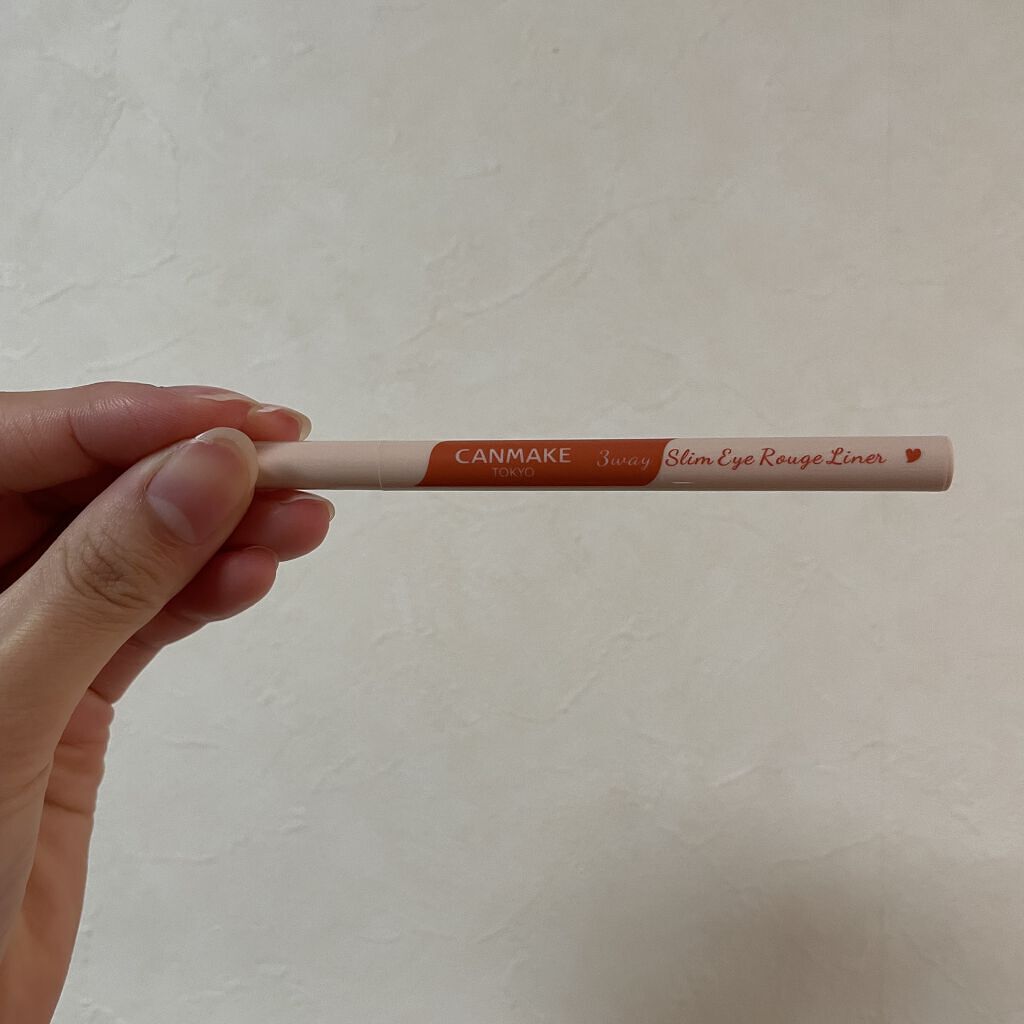 CANMAKE
TOKYO
3way Slim Eye Rouge Liner